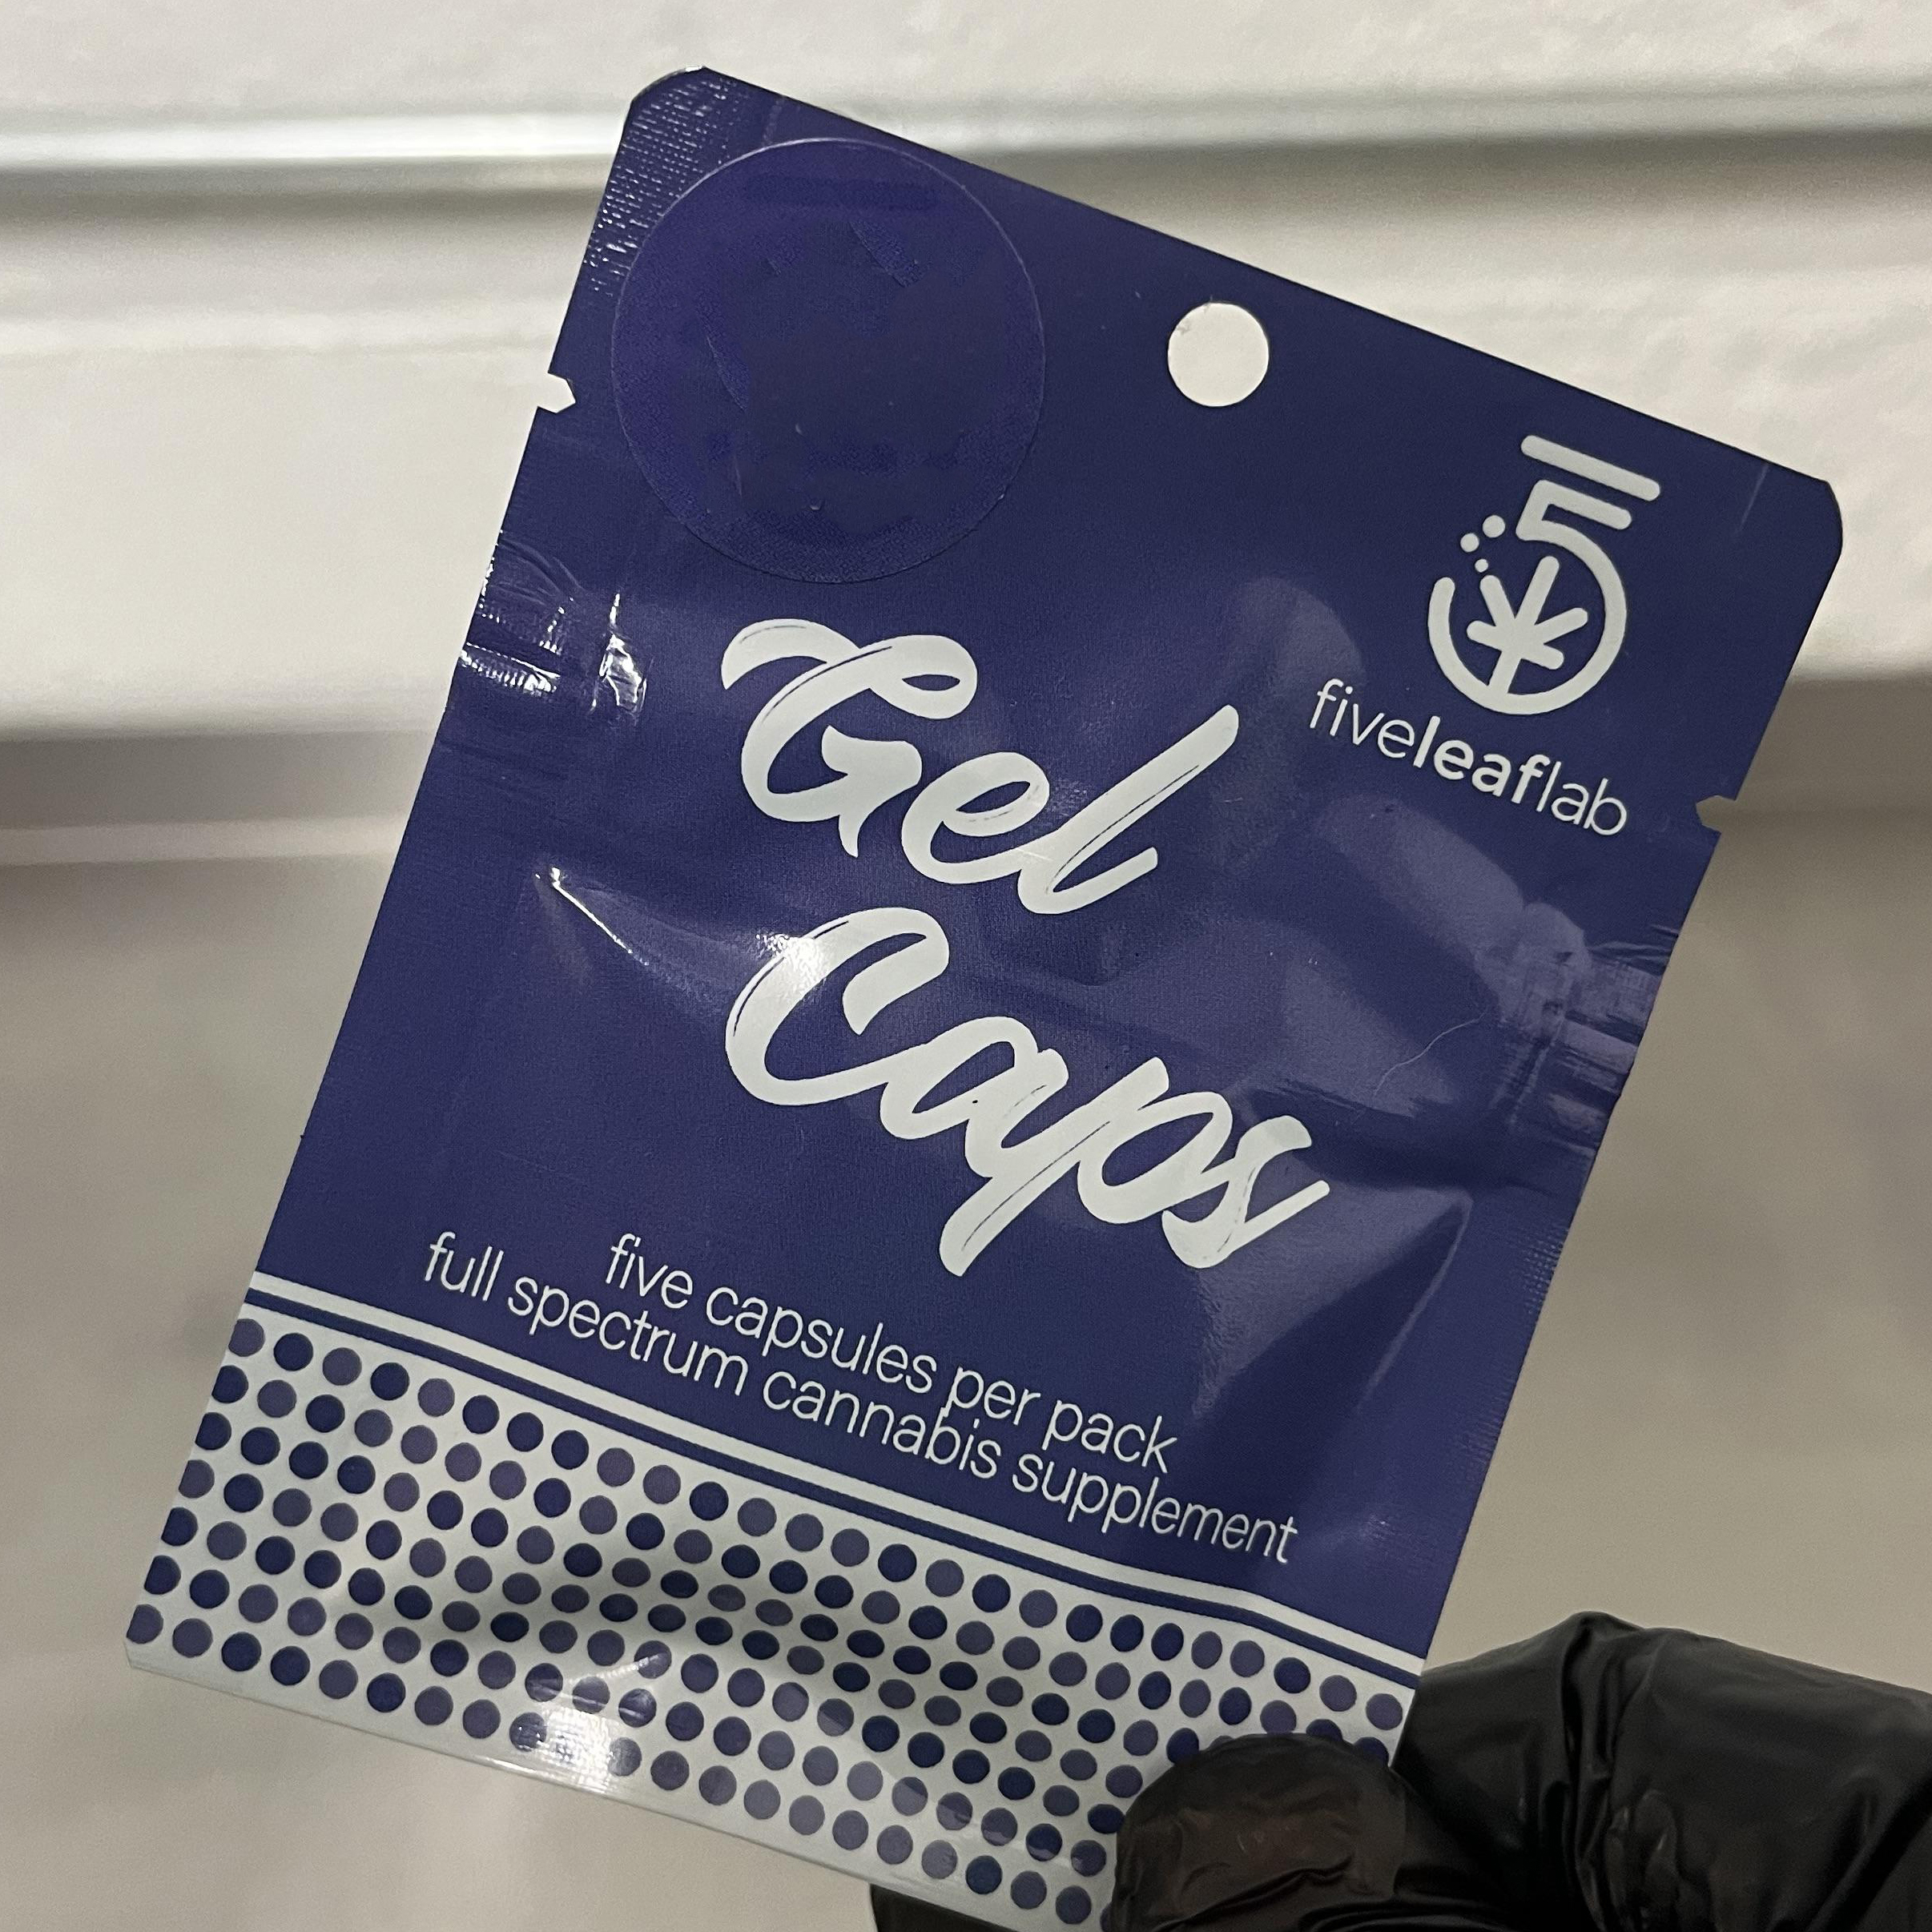 5
fiveleaflab
Gel
Caps
five capsules per pack
full spectrum cannabis supplement